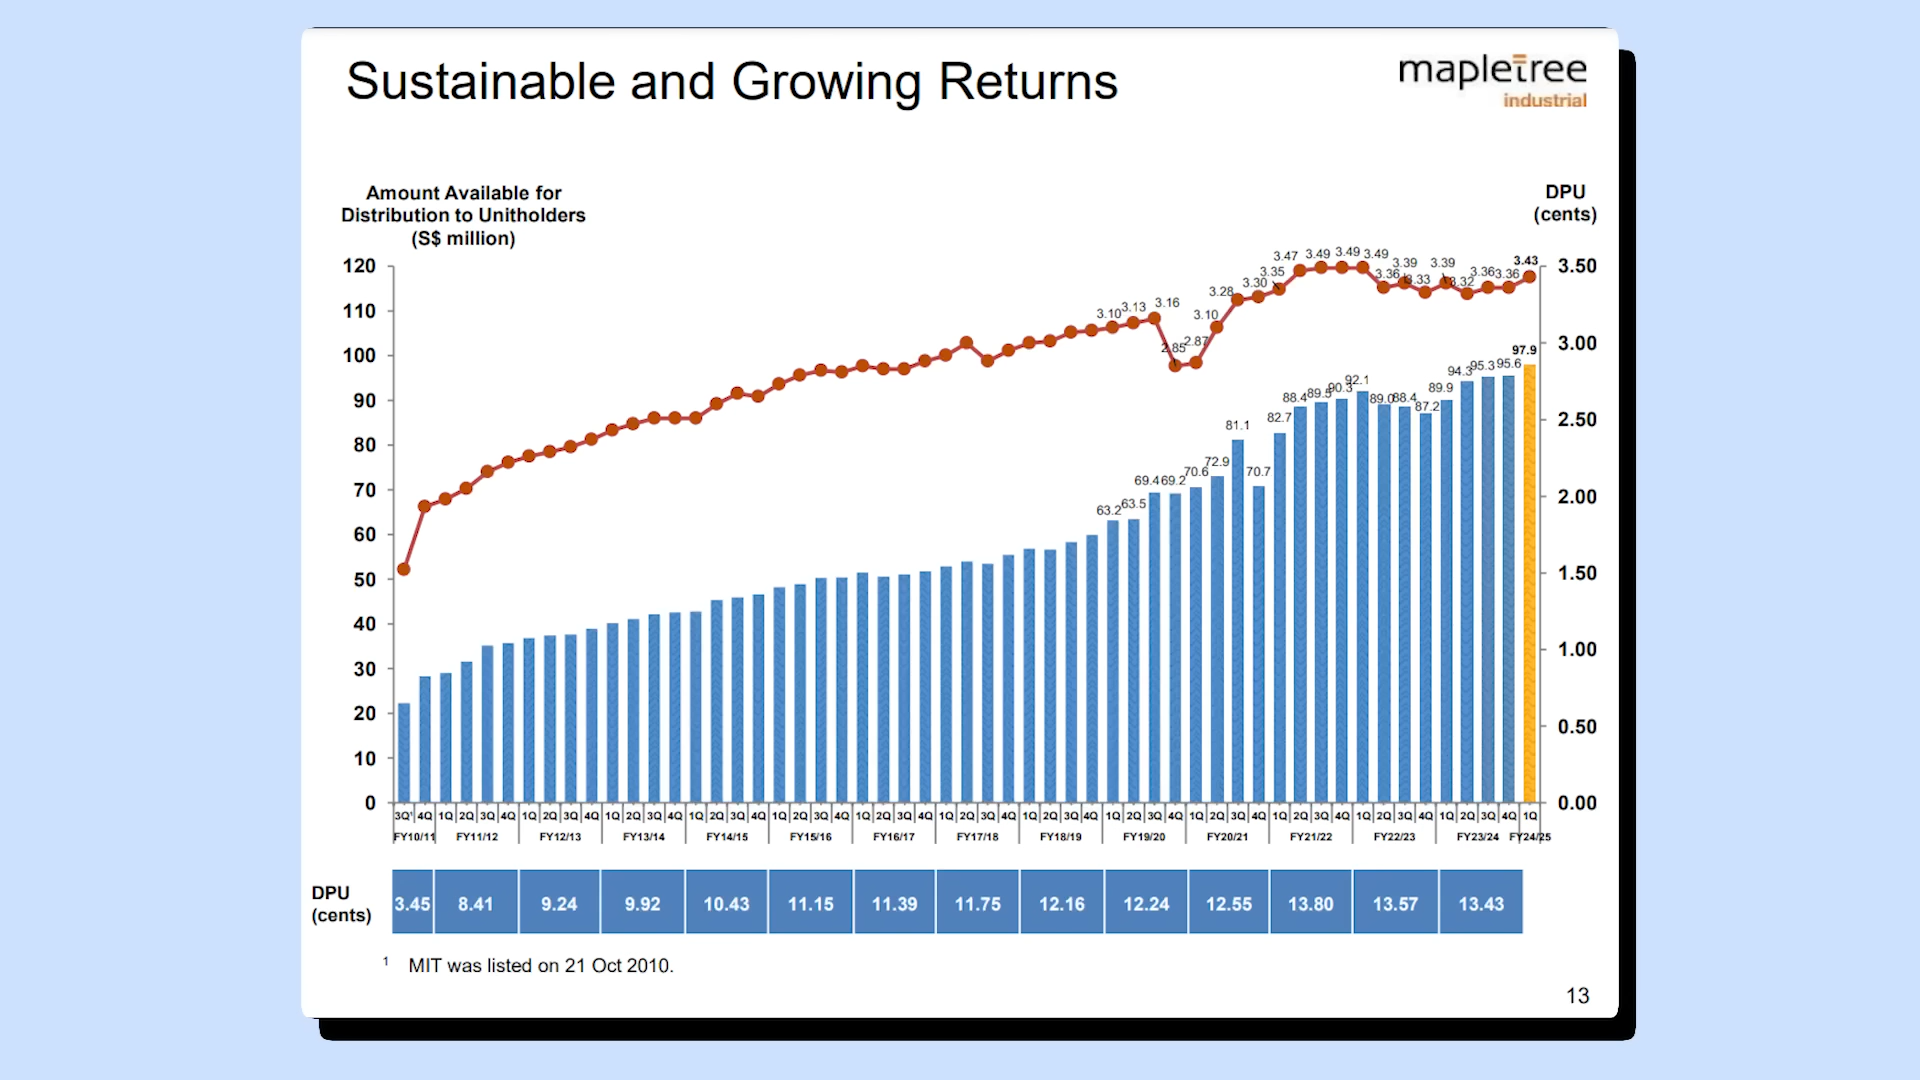 Sustainable and Growing Returns
mapletree
industrial
Amount Available for
Distribution to Unitholders
(S$ million)
DPU
(cents)
120
110
100
90
80
70
60
50
40
30
20
10
0
3.50
3.00
2.50
2.00
1.50
1.00
0.50
0.00
3.10 3.13 3.16 2.85 2.87 3.10 3.28 3.30 3.35 3.47 3.49 3.49 3.49 3.36 3.39 3.33 3.39 3.32 3.36 3.36 3.43
63.2 63.5 69.4 69.2 70.6 72.9 81.1 70.7 82.7 88.4 89.5 90.3 92.1 89.0 88.4 87.2 89.9 94.3 95.3 95.6 97.9
3Q¹ 4Q 1Q 2Q 3Q 4Q 1Q 2Q 3Q 4Q 1Q 2Q 3Q 4Q 1Q 2Q 3Q 4Q 1Q 2Q 3Q 4Q 1Q 2Q 3Q 4Q 1Q 2Q 3Q 4Q 1Q 2Q 3Q 4Q 1Q 2Q 3Q 4Q 1Q 2Q 3Q 4Q 1Q 2Q 3Q 4Q 1Q 2Q 3Q 4Q 1Q 2Q 3Q 4Q 1Q
FY10/11 FY11/12 FY12/13 FY13/14 FY14/15 FY15/16 FY16/17 FY17/18 FY18/19 FY19/20 FY20/21 FY21/22 FY22/23 FY23/24 FY24/25
DPU
(cents)
3.45 8.41 9.24 9.92 10.43 11.15 11.39 11.75 12.16 12.24 12.55 13.80 13.57 13.43
1 MIT was listed on 21 Oct 2010.
13